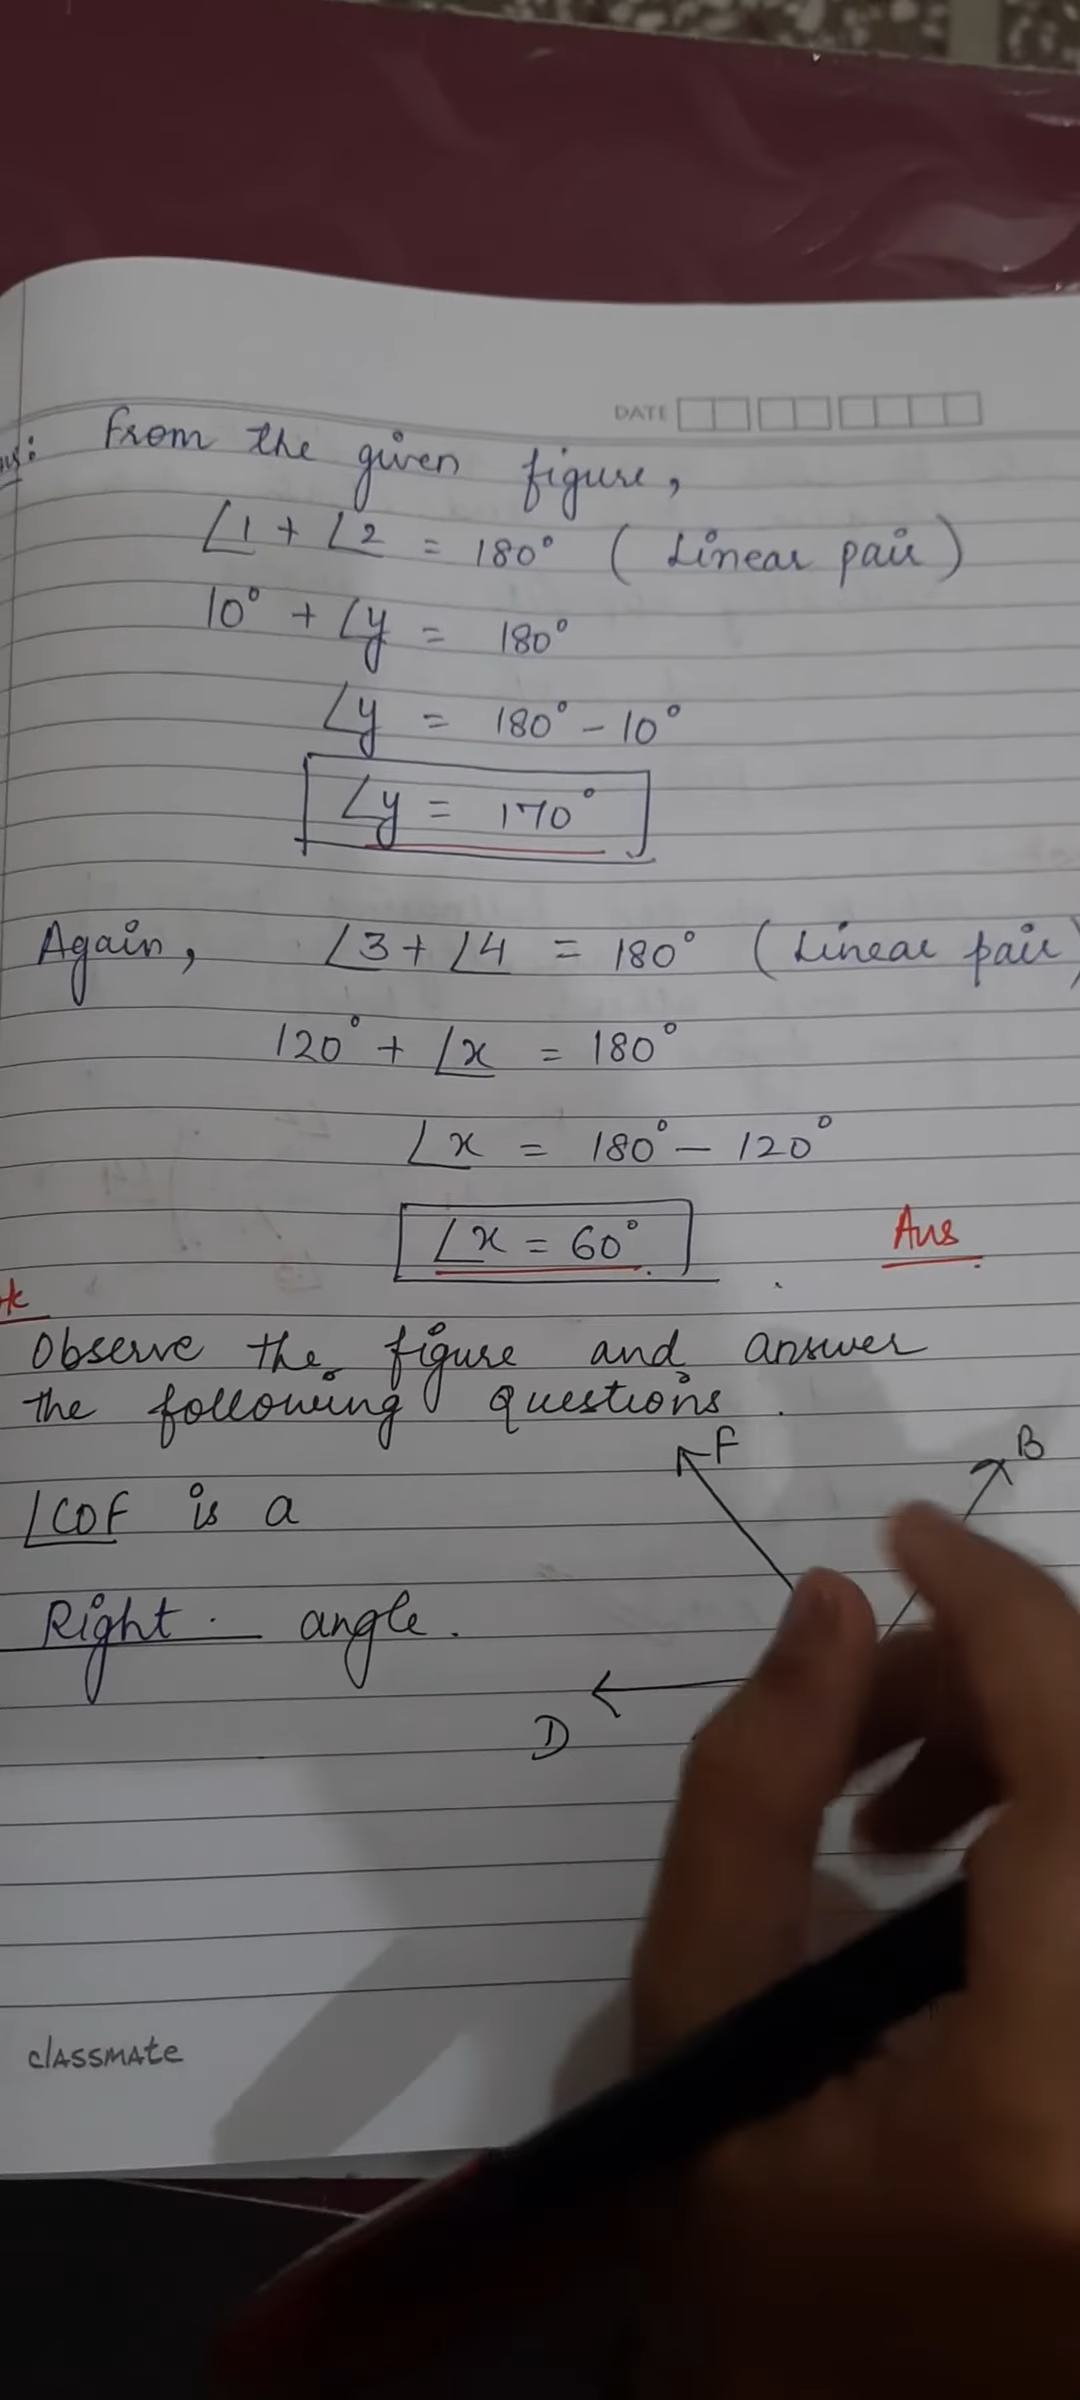 DATE
From the given figure,
∠1 + ∠2 = 180° (Linear pair)
10° + ∠y = 180°
∠y = 180° - 10°
∠y = 170°
Again, ∠3 + ∠4 = 180° (Linear pair)
120° + ∠x = 180°
∠x = 180° - 120°
∠x = 60°
Ans
Observe the figure and answer
the following questions.
F
B
∠COF is a
Right angle.
D
classmate